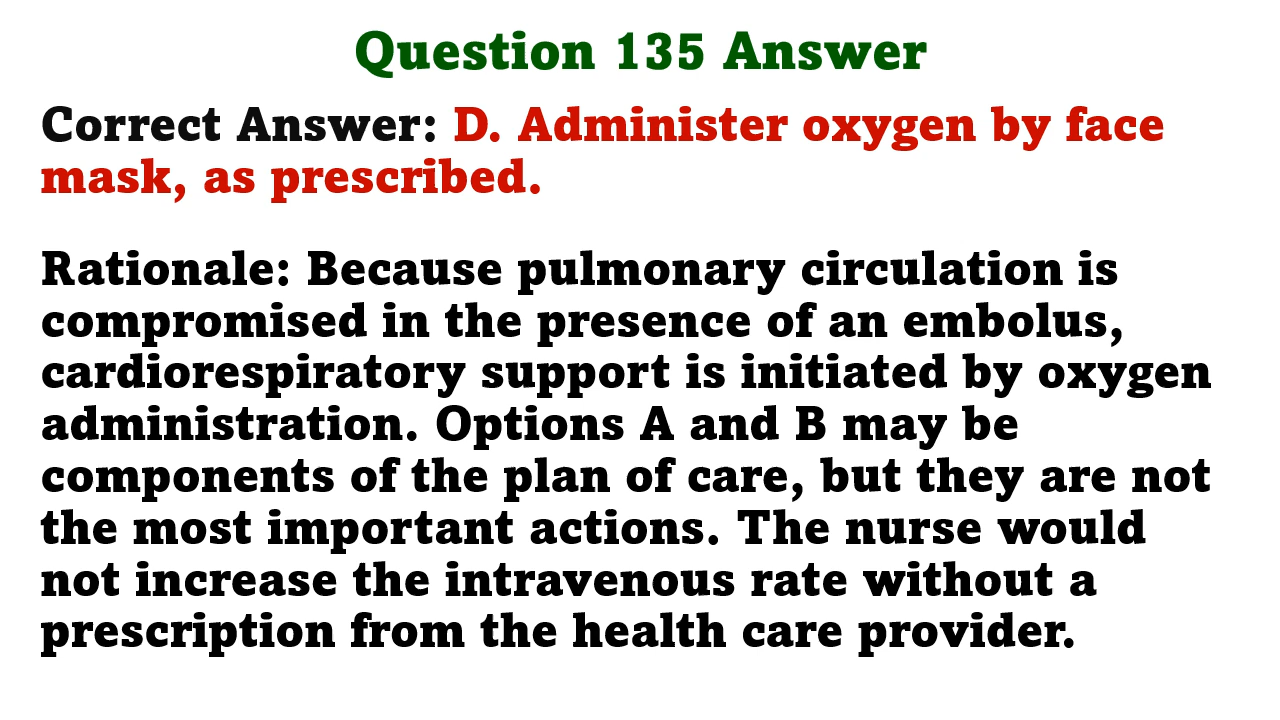 Question 135 Answer
Correct Answer: D. Administer oxygen by face
mask, as prescribed.
Rationale: Because pulmonary circulation is
compromised in the presence of an embolus,
cardiorespiratory support is initiated by oxygen
administration. Options A and B may be
components of the plan of care, but they are not
the most important actions. The nurse would
not increase the intravenous rate without a
prescription from the health care provider.